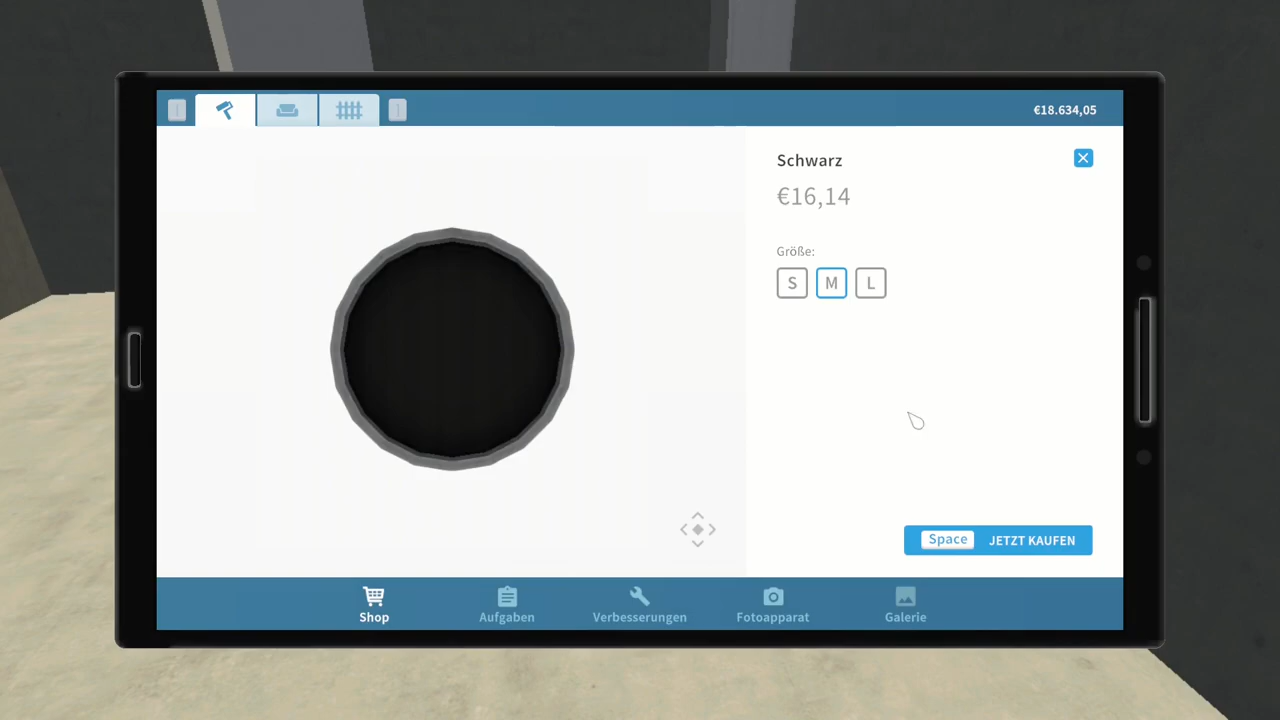 €18.634,05
Schwarz
€16,14
Größe:
S M L
Space JETZT KAUFEN
Shop Aufgaben Verbesserungen Fotoapparat Galerie